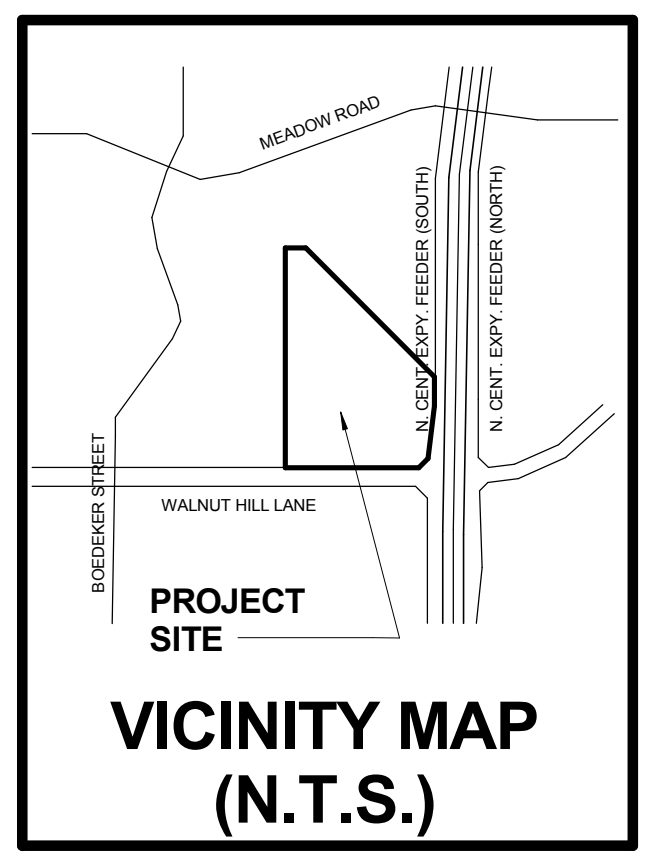 MEADOW ROAD
N. CENT. EXPY. FEEDER (SOUTH)
N. CENT. EXPY. FEEDER (NORTH)
BOEDEKER STREET
WALNUT HILL LANE
PROJECT
SITE
VICINITY MAP
(N.T.S.)